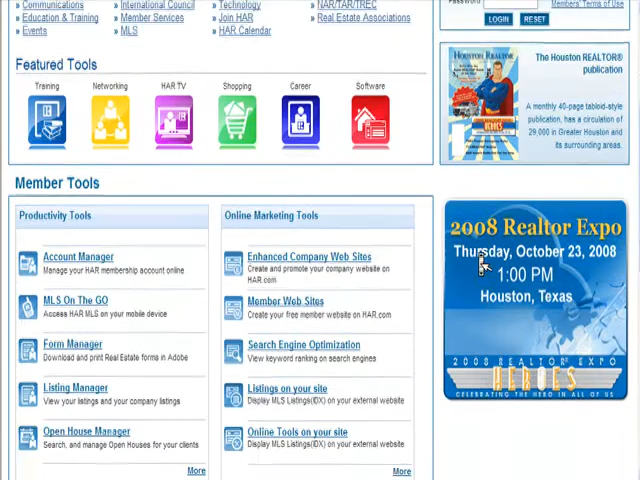 Communications
International Council
Technology
NAR/TAR/TREC
Education & Training
Member Services
Join HAR
Real Estate Associations
Events
MLS
HAR Calendar
Password
Members' Terms of Use
LOGIN RESET
Featured Tools
Training Networking HAR TV Shopping Career Software
HOUSTON REALTOR
The Houston REALTOR®
publication
A monthly 40-page tabloid-style
publication, has a circulation of
29,000 in Greater Houston and
its surrounding areas.
Member Tools
Productivity Tools
Account Manager
Manage your HAR membership account online
MLS On The GO
Access HAR MLS on your mobile device
Form Manager
Download and print Real Estate forms in Adobe
Listing Manager
View your listings and your company listings
Open House Manager
Search, and manage Open Houses for your clients
More
Online Marketing Tools
Enhanced Company Web Sites
Create and promote your company website on
HAR.com
Member Web Sites
Create your free member website on HAR.com
Search Engine Optimization
View keyword ranking on search engines
Listings on your site
Display MLS Listings(IDX) on your external website
Online Tools on your site
Display MLS Listings(IDX) on your external website
More
2008 Realtor Expo
Thursday, October 23, 2008
1:00 PM
Houston, Texas
2008 REALTOR® EXPO
HEROES
CELEBRATING THE HERO IN ALL OF US